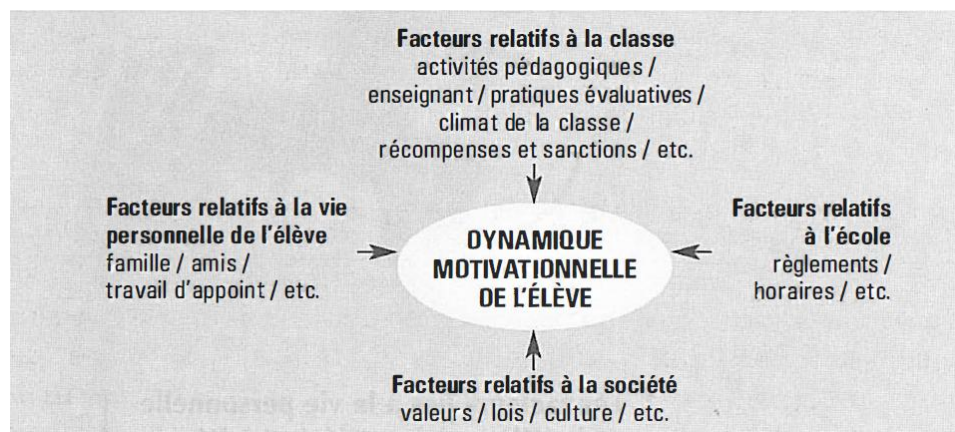 Facteurs relatifs à la classe
activités pédagogiques /
enseignant / pratiques évaluatives /
climat de la classe /
récompenses et sanctions / etc.
Facteurs relatifs à la vie
personnelle de l'élève
famille / amis /
travail d'appoint / etc.
DYNAMIQUE
MOTIVATIONNELLE
DE L'ÉLÈVE
Facteurs relatifs
à l'école
règlements /
horaires / etc.
Facteurs relatifs à la société
valeurs / lois / culture / etc.